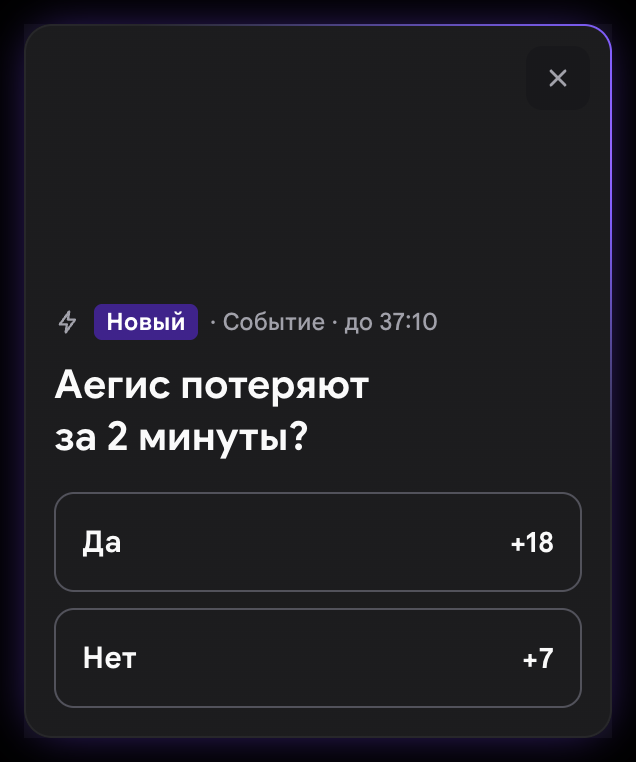 Новый · Событие · до 37:10
Аегис потеряют
за 2 минуты?
Да +18
Нет +7